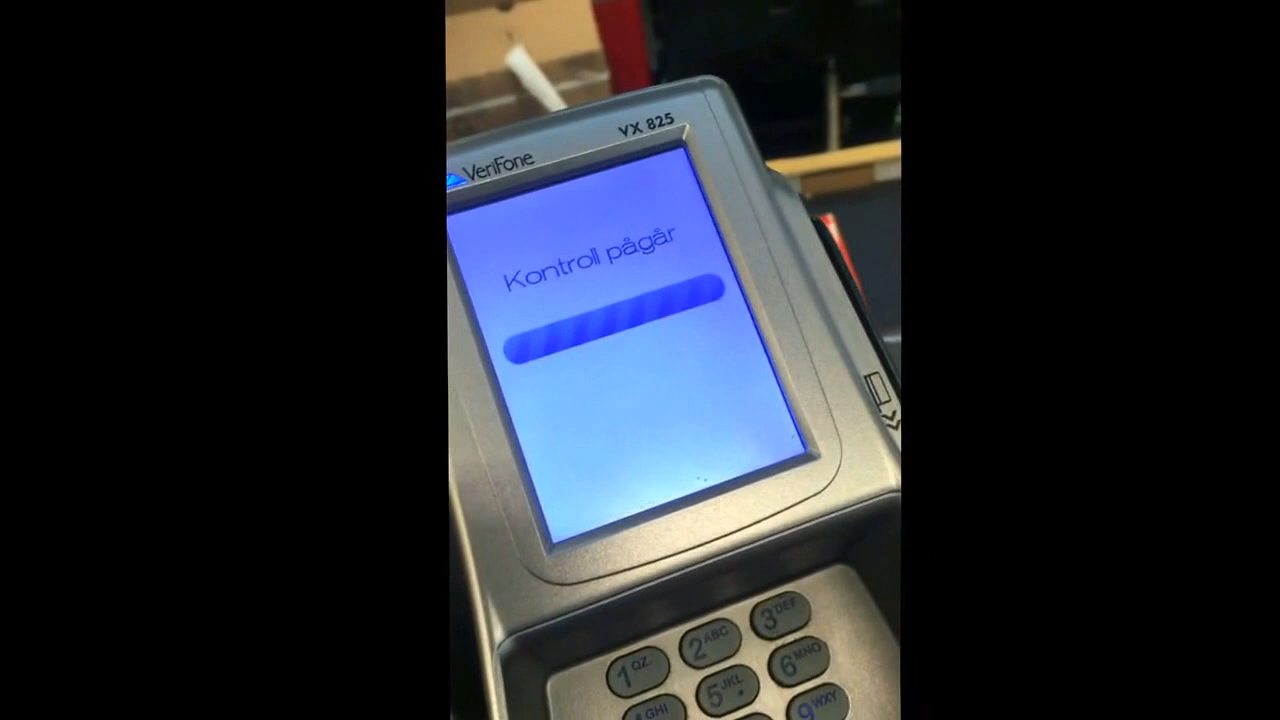 VX 825
VeriFone
Kontroll pågår
1 QZ.
2 ABC
3 DEF
4 GHI
5 JKL
6 MNO
9 WXY